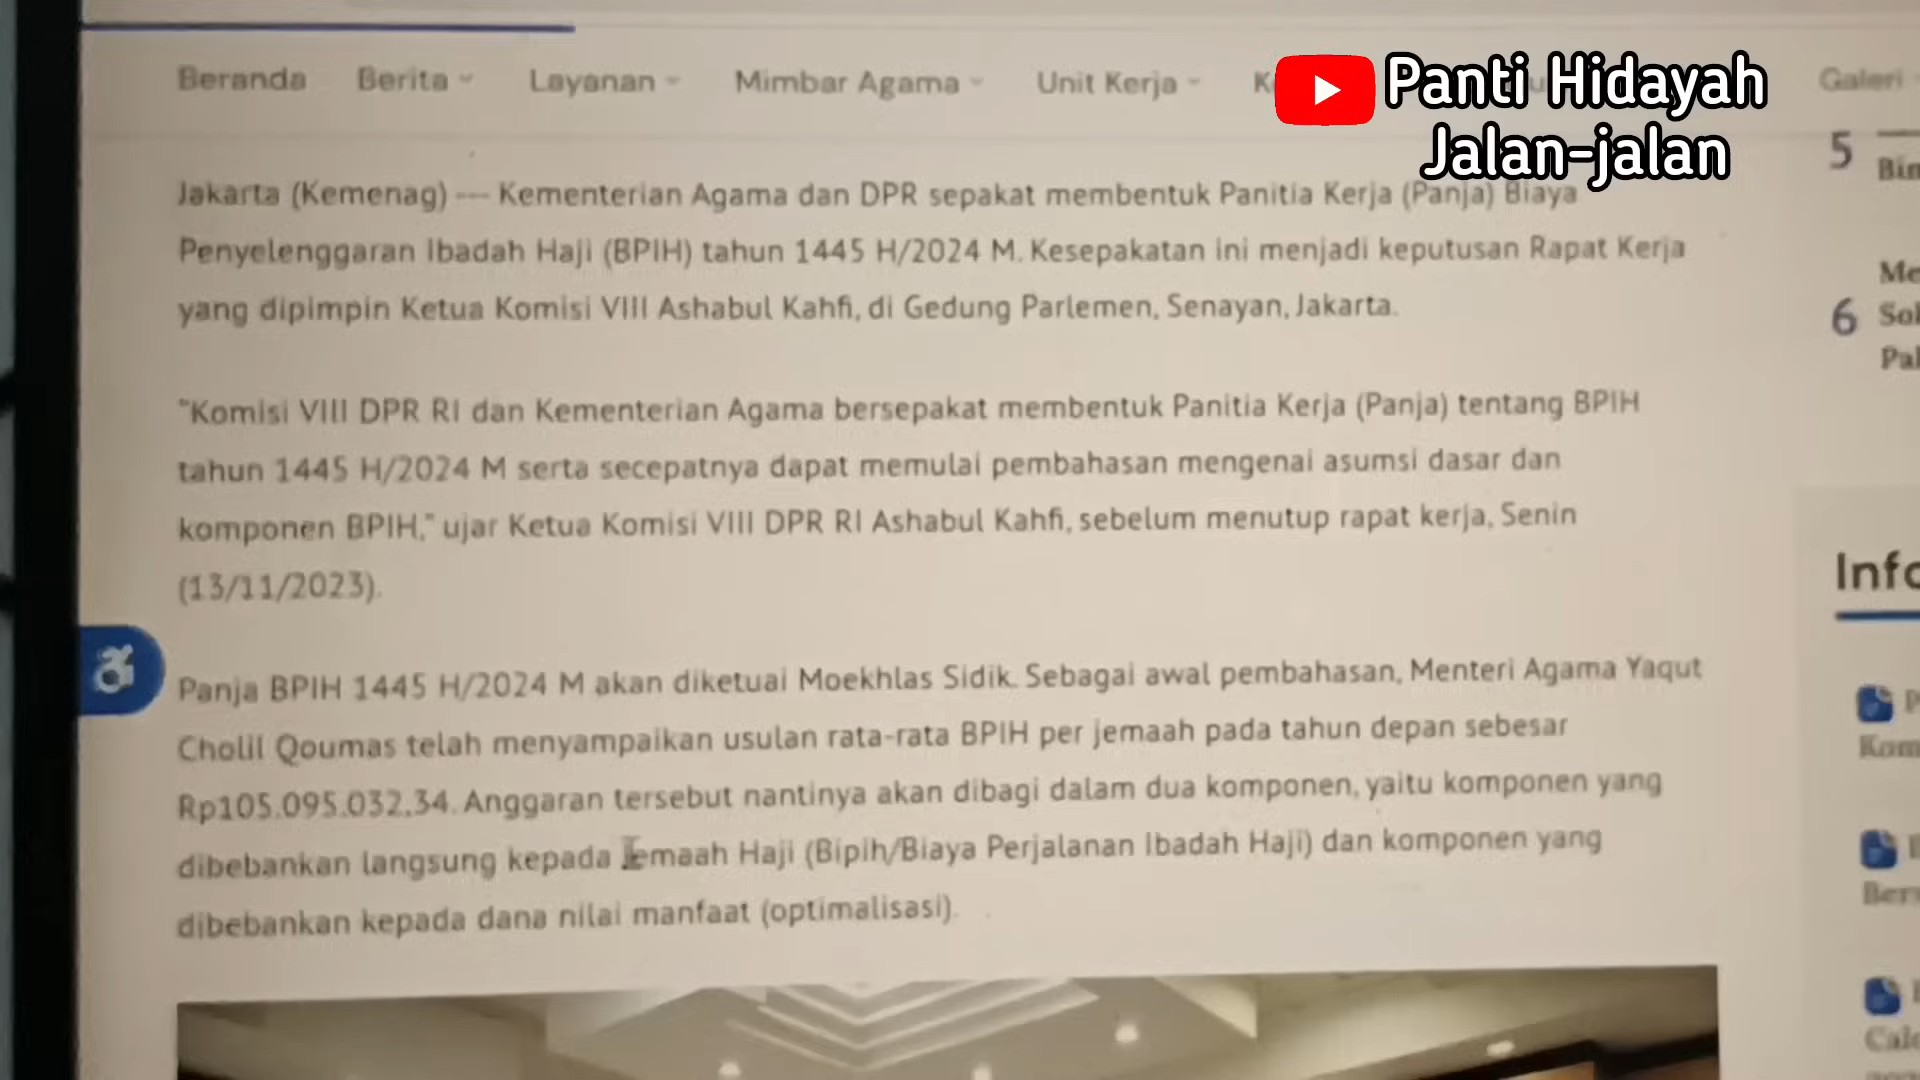 Beranda Berita Layanan Mimbar Agama Unit Kerja Galeri
Panti Hidayah
Jalan-jalan
Jakarta (Kemenag) --- Kementerian Agama dan DPR sepakat membentuk Panitia Kerja (Panja) Biaya
Penyelenggaran Ibadah Haji (BPIH) tahun 1445 H/2024 M. Kesepakatan ini menjadi keputusan Rapat Kerja
yang dipimpin Ketua Komisi VIII Ashabul Kahfi, di Gedung Parlemen, Senayan, Jakarta.
"Komisi VIII DPR RI dan Kementerian Agama bersepakat membentuk Panitia Kerja (Panja) tentang BPIH
tahun 1445 H/2024 M serta secepatnya dapat memulai pembahasan mengenai asumsi dasar dan
komponen BPIH," ujar Ketua Komisi VIII DPR RI Ashabul Kahfi, sebelum menutup rapat kerja, Senin
(13/11/2023).
Panja BPIH 1445 H/2024 M akan diketuai Moekhlas Sidik. Sebagai awal pembahasan, Menteri Agama Yaqut
Cholil Qoumas telah menyampaikan usulan rata-rata BPIH per jemaah pada tahun depan sebesar
Rp105.095.032,34. Anggaran tersebut nantinya akan dibagi dalam dua komponen, yaitu komponen yang
dibebankan langsung kepada Jemaah Haji (Bipih/Biaya Perjalanan Ibadah Haji) dan komponen yang
dibebankan kepada dana nilai manfaat (optimalisasi).
5
6